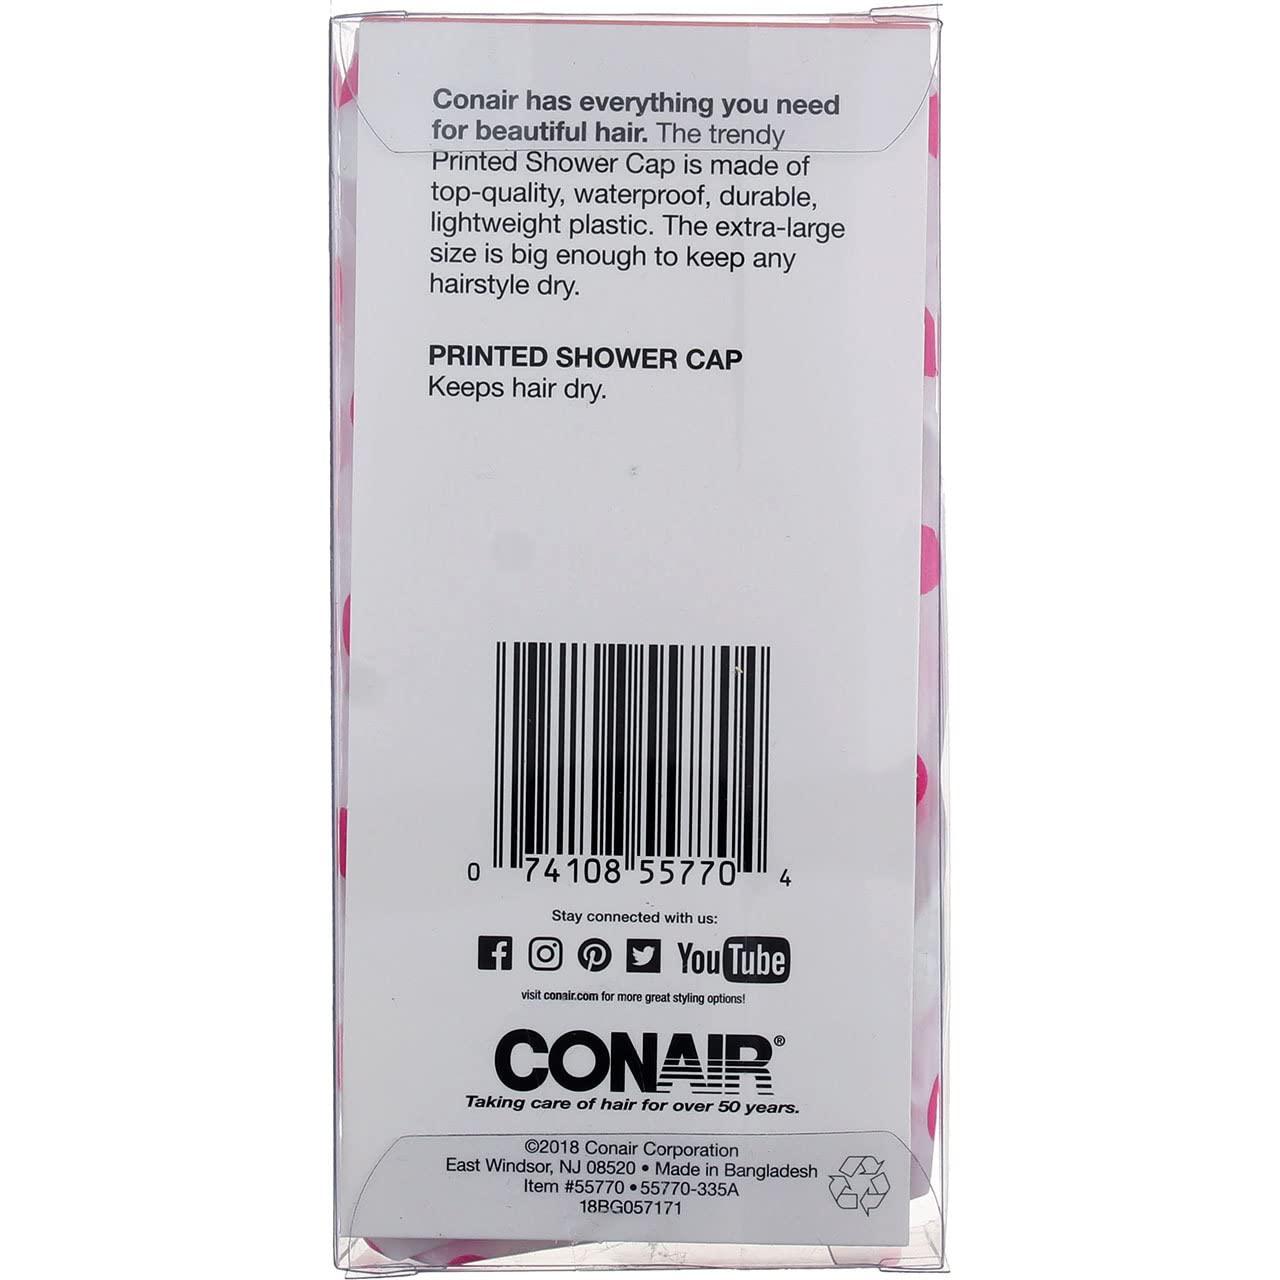 Conair has everything you need
for beautiful hair. The trendy
Printed Shower Cap is made of
top-quality, waterproof, durable,
lightweight plastic. The extra-large
size is big enough to keep any
hairstyle dry.
PRINTED SHOWER CAP
Keeps hair dry.
0 74108 55770 4
Stay connected with us:
YouTube
visit conair.com for more great styling options!
CONAIR®
Taking care of hair for over 50 years.
©2018 Conair Corporation
East Windsor, NJ 08520 • Made in Bangladesh
Item #55770 • 55770-335A
18BG057171